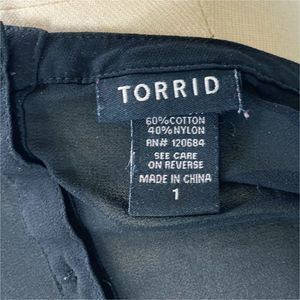 TORRID
60%COTTON
40%NYLON
RN# 120684
SEE CARE
ON REVERSE
MADE IN CHINA
1